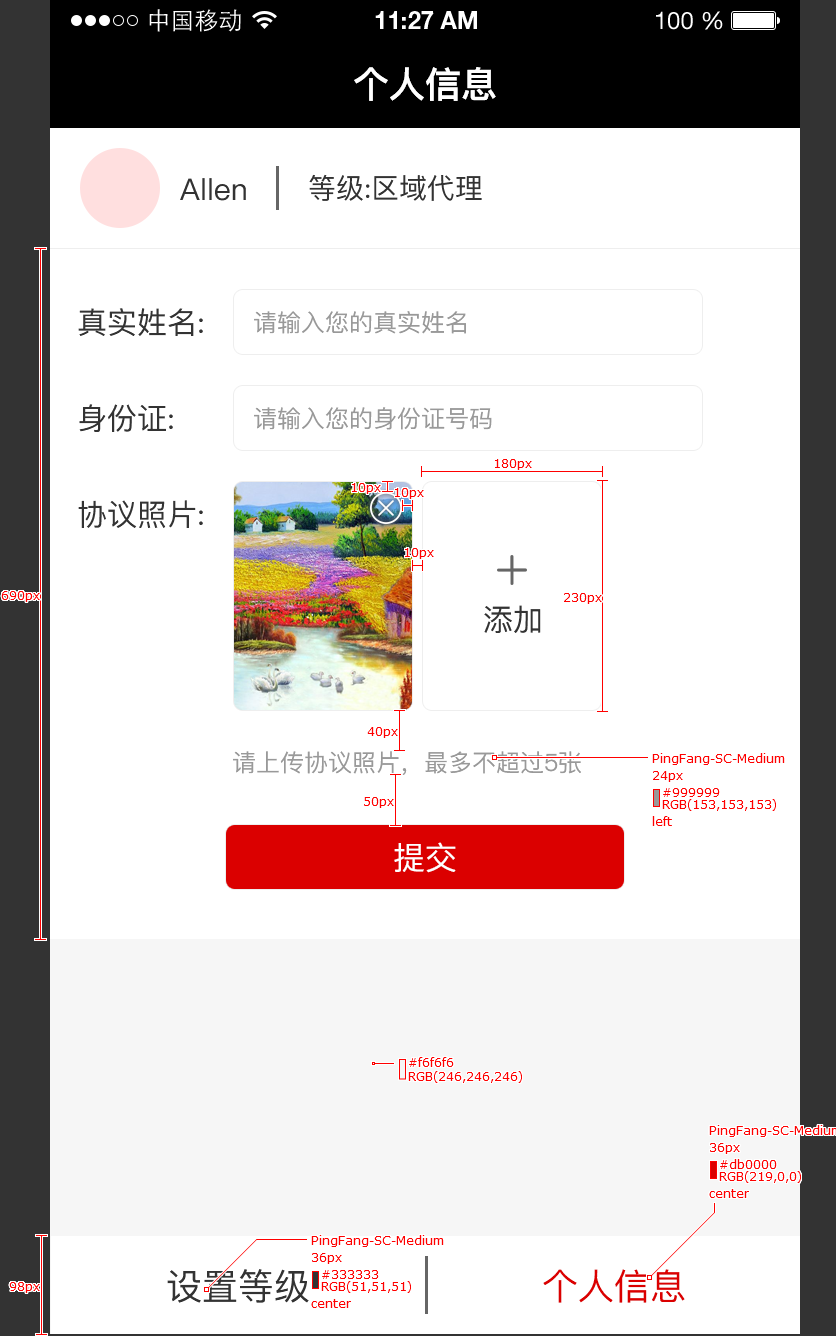 中国移动 11:27 AM 100 %
个人信息
Allen 等级:区域代理
真实姓名: 请输入您的真实姓名
身份证: 请输入您的身份证号码
180px
协议照片:
10px
10px
10px
690px
230px
添加
40px
请上传协议照片，最多不超过5张
PingFang-SC-Medium
24px
#999999
RGB(153,153,153)
left
50px
提交
#f6f6f6
RGB(246,246,246)
PingFang-SC-Medium
36px
#db0000
RGB(219,0,0)
center
PingFang-SC-Medium
36px
#333333
RGB(51,51,51)
center
98px
设置等级
个人信息